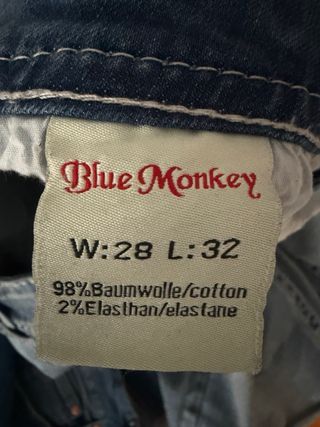 Blue Monkey
W:28 L:32
98%Baumwolle/cotton
2%Elasthan/elastane